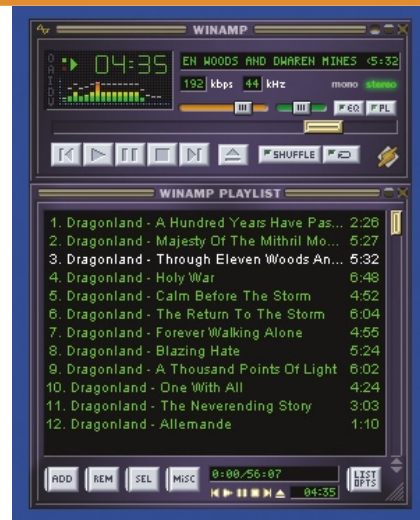 WINAMP
O
A
I
D
V
04:35
EN WOODS AND DWAREN MINES <5:32
192 kbps 44 kHz mono stereo
EQ PL
SHUFFLE
WINAMP PLAYLIST
1. Dragonland - A Hundred Years Have Pas... 2:26
2. Dragonland - Majesty Of The Mithril Mo... 5:27
3. Dragonland - Through Eleven Woods An... 5:32
4. Dragonland - Holy War 6:48
5. Dragonland - Calm Before The Storm 4:52
6. Dragonland - The Return To The Storm 6:04
7. Dragonland - Forever Walking Alone 4:55
8. Dragonland - Blazing Hate 5:24
9. Dragonland - A Thousand Points Of Light 6:02
10. Dragonland - One With All 4:24
11. Dragonland - The Neverending Story 3:03
12. Dragonland - Allemande 1:10
ADD REM SEL MISC 0:00/56:07 LIST OPTS
04:35